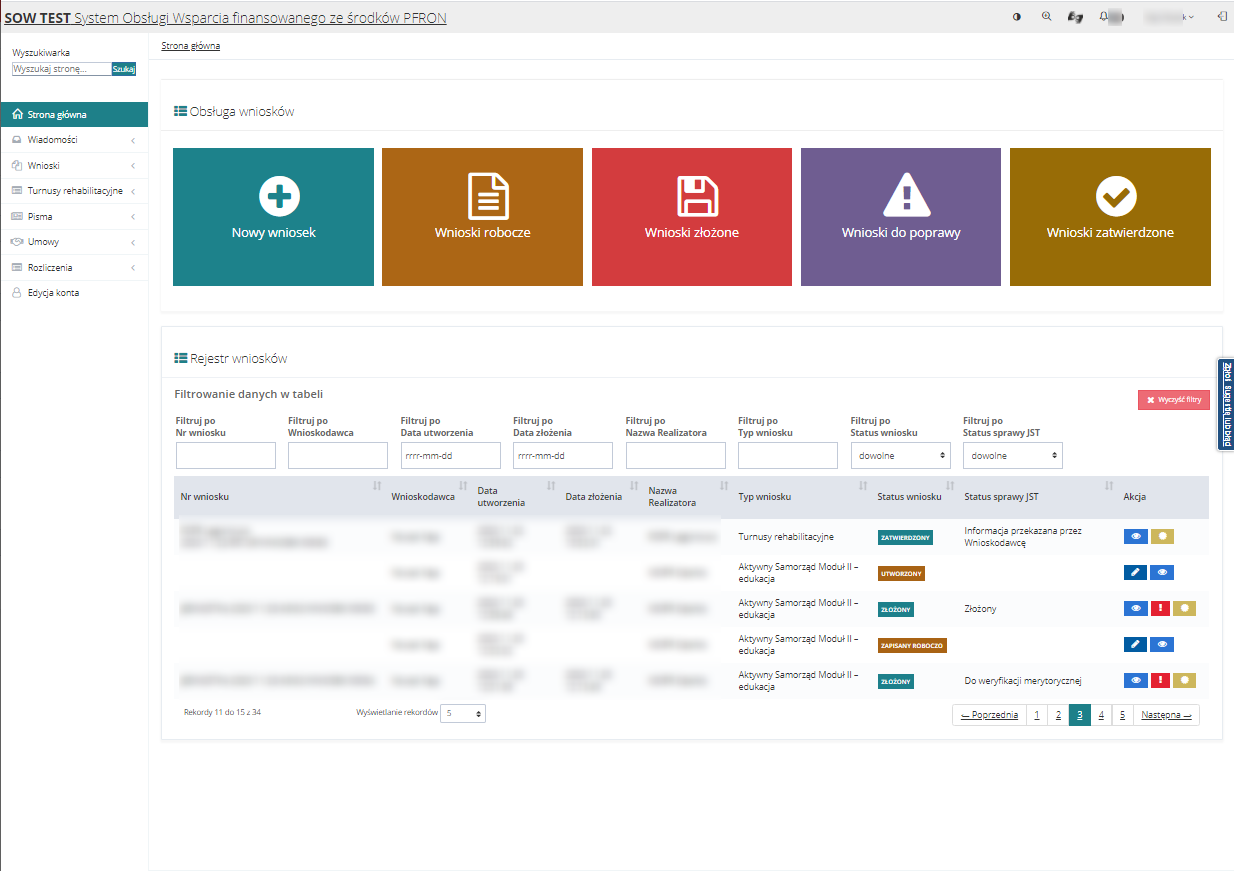 SOW TEST System Obsługi Wsparcia finansowanego ze środków PFRON
Wyszukiwarka
Wyszukaj stronę...
Szukaj
Strona główna
Wiadomości
Wnioski
Turnusy rehabilitacyjne
Pisma
Umowy
Rozliczenia
Edycja konta
Strona główna
Obsługa wniosków
Nowy wniosek
Wnioski robocze
Wnioski złożone
Wnioski do poprawy
Wnioski zatwierdzone
Rejestr wniosków
Filtrowanie danych w tabeli
Wyczyść filtry
Filtruj po
Nr wniosku
Filtruj po
Wnioskodawca
Filtruj po
Data utworzenia
rrrr-mm-dd
Filtruj po
Data złożenia
rrrr-mm-dd
Filtruj po
Nazwa Realizatora
Filtruj po
Typ wniosku
Filtruj po
Status wniosku
dowolne
Filtruj po
Status sprawy JST
dowolne
Nr wniosku
Wnioskodawca
Data
utworzenia
Data złożenia
Nazwa
Realizatora
Typ wniosku
Status wniosku
Status sprawy JST
Akcja
Turnusy rehabilitacyjne
ZATWIERDZONY
Informacja przekazana przez
Wnioskodawcę
Aktywny Samorząd Moduł II –
edukacja
UTWORZONY
Aktywny Samorząd Moduł II –
edukacja
ZŁOŻONY
Złożony
Aktywny Samorząd Moduł II –
edukacja
ZAPISANY ROBOCZO
Aktywny Samorząd Moduł II –
edukacja
ZŁOŻONY
Do weryfikacji merytorycznej
Rekordy 11 do 15 z 34
Wyświetlanie rekordów 5
Poprzednia 1 2 3 4 5 Następna
Zgłoś sugestię lub błąd